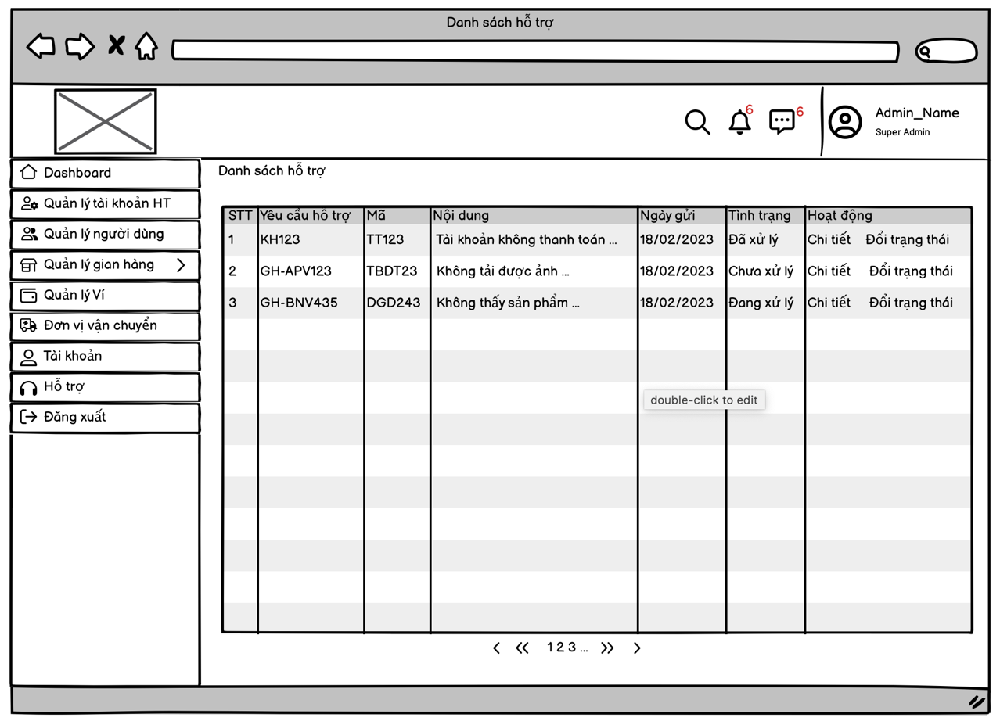 Danh sách hỗ trợ
6
6
Admin_Name
Super Admin
Dashboard
Quản lý tài khoản HT
Quản lý người dùng
Quản lý gian hàng
Quản lý Ví
Đơn vị vận chuyển
Tài khoản
Hỗ trợ
Đăng xuất
Danh sách hỗ trợ
STT Yêu cầu hỗ trợ Mã Nội dung Ngày gửi Tình trạng Hoạt động
1 KH123 TT123 Tài khoản không thanh toán ... 18/02/2023 Đã xử lý Chi tiết Đổi trạng thái
2 GH-APV123 TBDT23 Không tải được ảnh ... 18/02/2023 Chưa xử lý Chi tiết Đổi trạng thái
3 GH-BNV435 DGD243 Không thấy sản phẩm ... 18/02/2023 Đang xử lý Chi tiết Đổi trạng thái
double-click to edit
1 2 3 ...